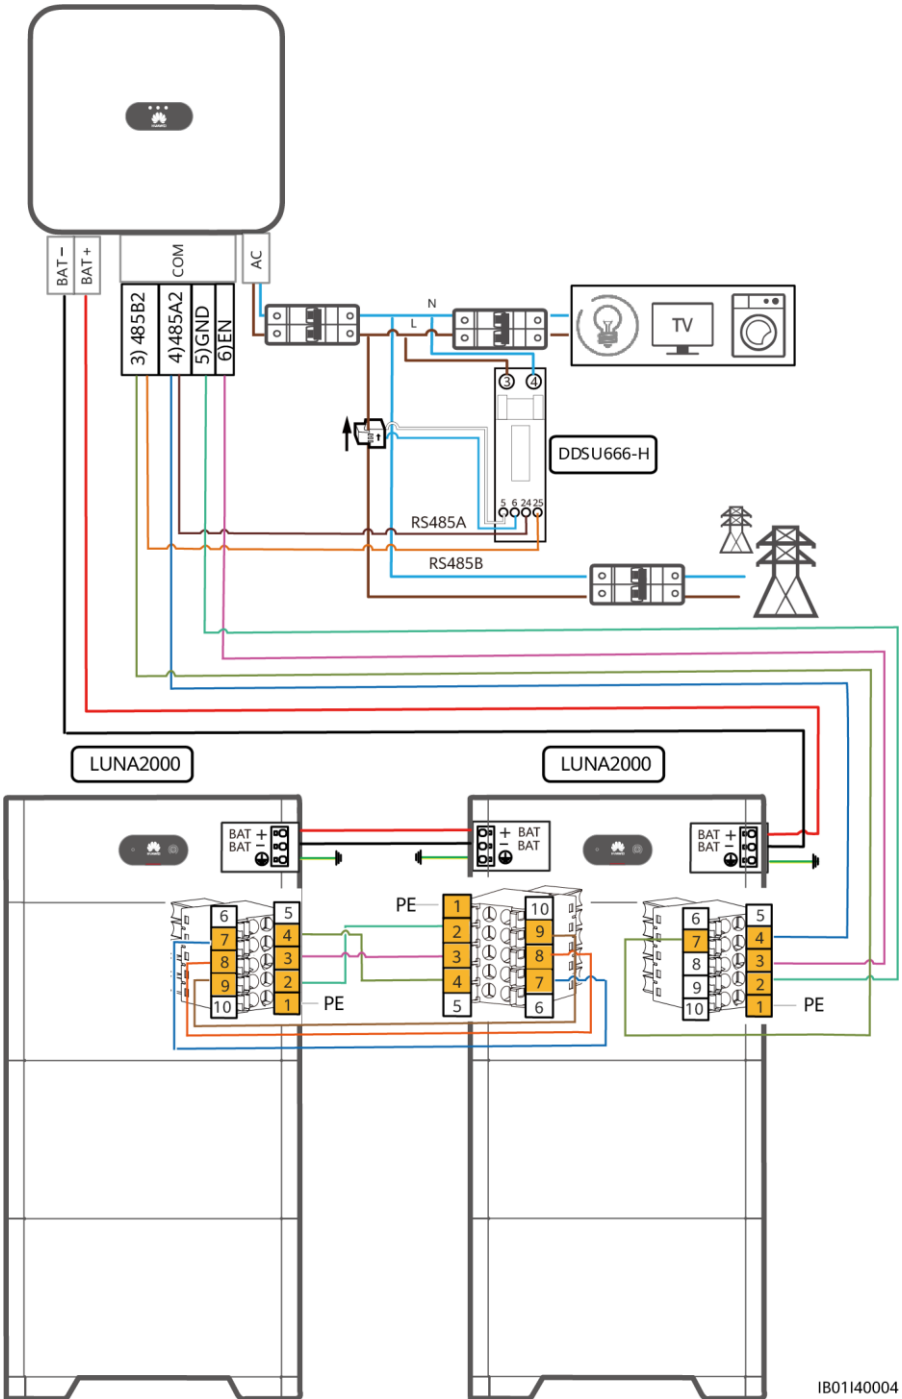 BAT −
BAT +
COM
AC
3) 485B2
4)485A2
5)GND
6)EN
N
L
TV
3
4
DDSU666-H
5 6 24 25
RS485A
RS485B
LUNA2000
LUNA2000
BAT +
BAT −
+ BAT
− BAT
BAT +
BAT −
6
7
8
9
10
5
4
3
2
1
PE
PE
1
2
3
4
5
10
9
8
7
6
6
7
8
9
10
5
4
3
2
1
PE
IB01I40004